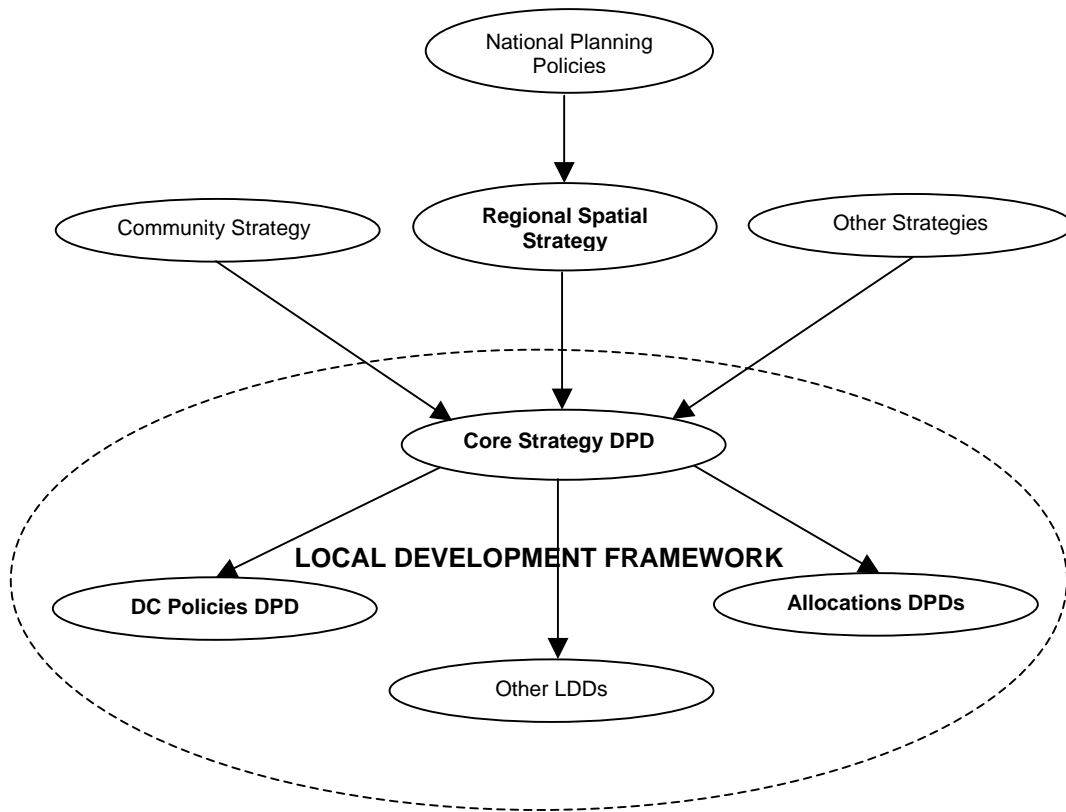 National Planning
Policies
Regional Spatial
Strategy
Community Strategy
Other Strategies
Core Strategy DPD
LOCAL DEVELOPMENT FRAMEWORK
DC Policies DPD
Allocations DPDs
Other LDDs